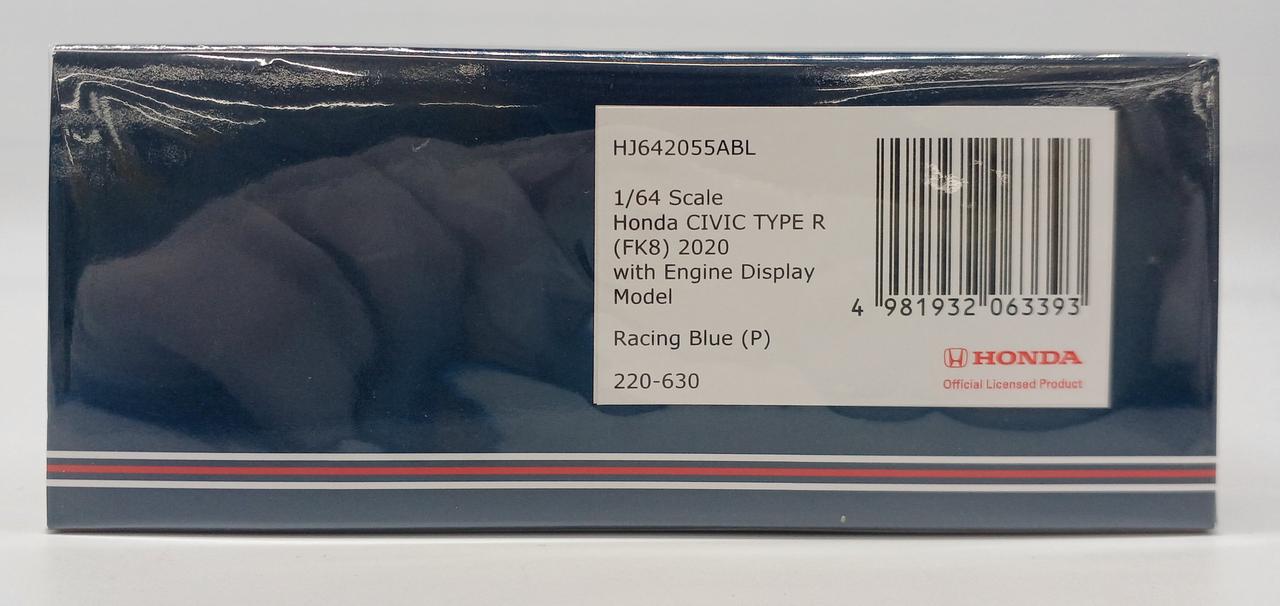 HJ642055ABL
1/64 Scale
Honda CIVIC TYPE R
(FK8) 2020
with Engine Display
Model
Racing Blue (P)
220-630
4 981932 063393
HONDA
Official Licensed Product